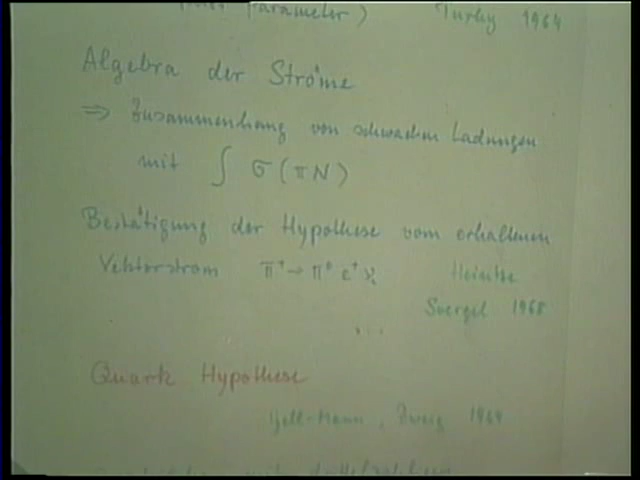 Parameter) Turlay 1964
Algebra der Ströme
⇒ Zusammenhang von schwachen Ladungen
mit ∫ σ (πN)
Bestätigung der Hypothese vom erhaltenen
Vektorstrom π⁺→ π⁰ e⁺ ν Heintze
Soergel 1968
...
Quark Hypothese
Gell-Mann, Zweig 1964